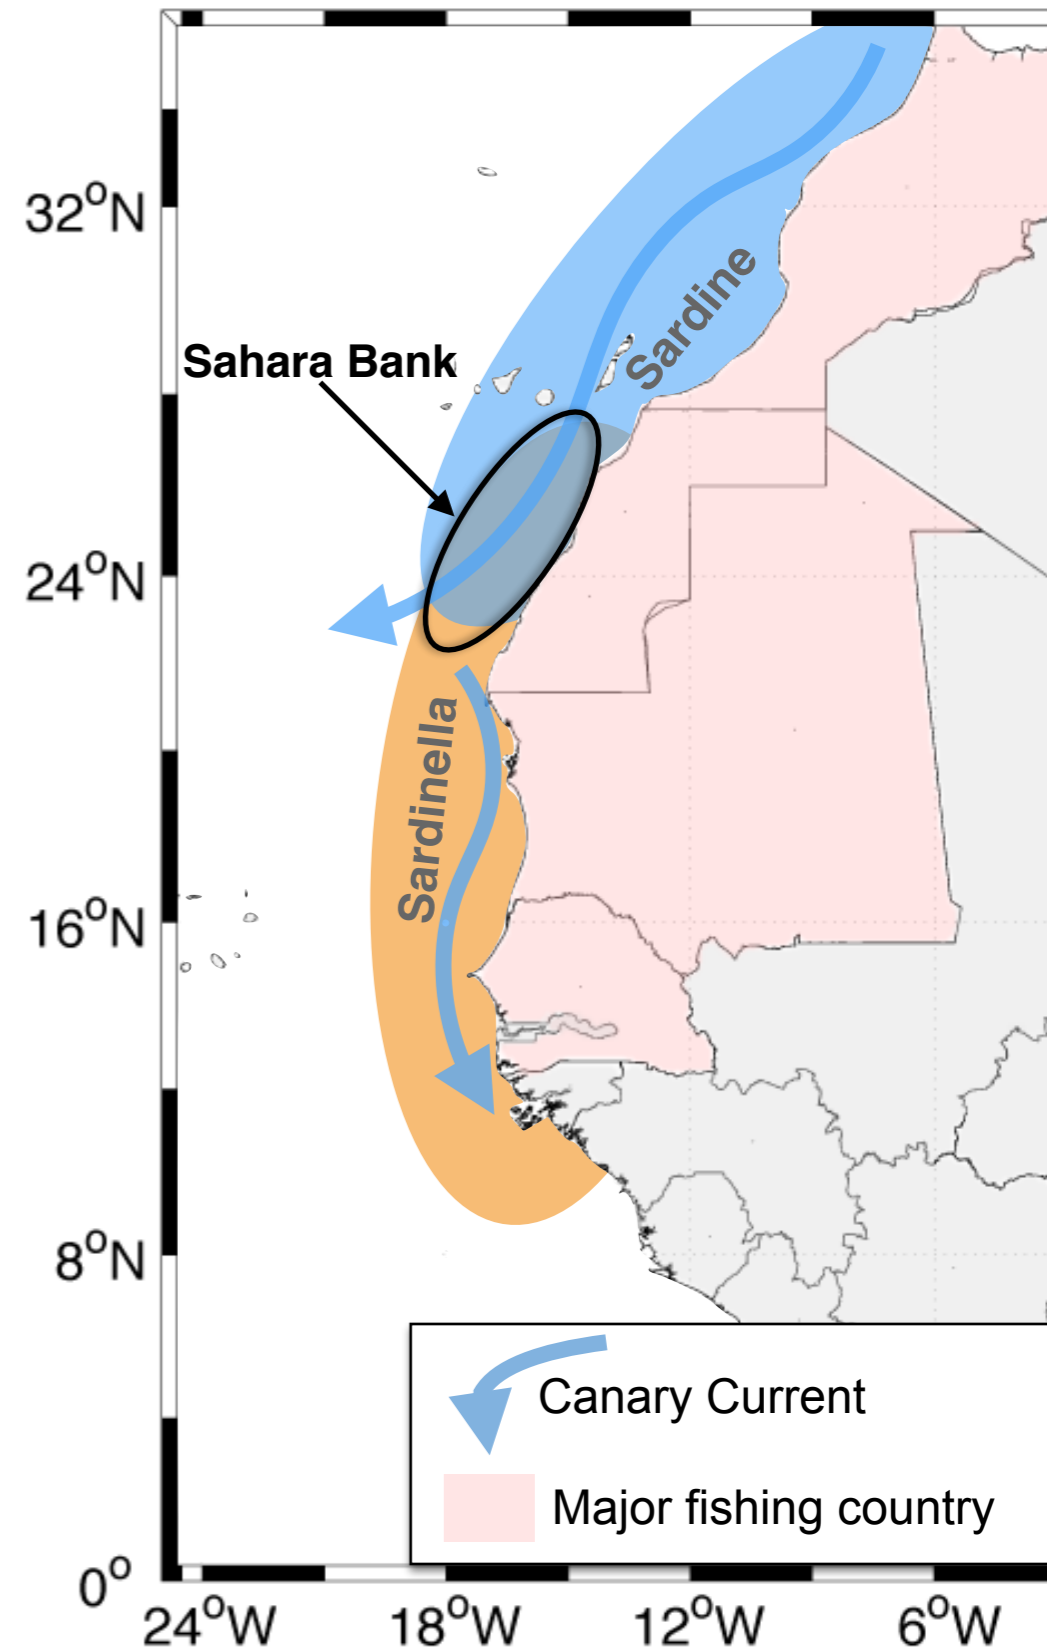 32°N
Sardine
Sahara Bank
24°N
Sardinella
16°N
8°N
Canary Current
Major fishing country
0°
24°W 18°W 12°W 6°W